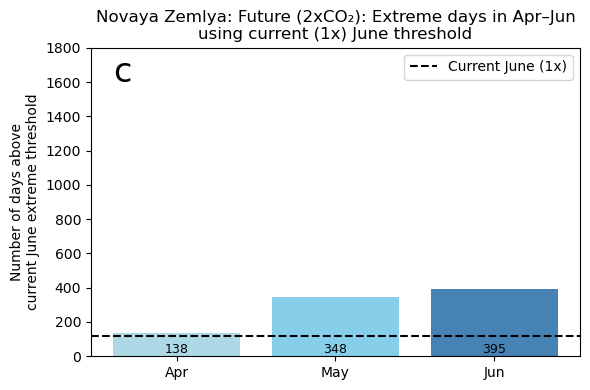 Novaya Zemlya: Future (2xCO₂): Extreme days in Apr–Jun
using current (1x) June threshold
c
Current June (1x)
Number of days above
current June extreme threshold
1800
1600
1400
1200
1000
800
600
400
200
0
138
348
395
Apr
May
Jun